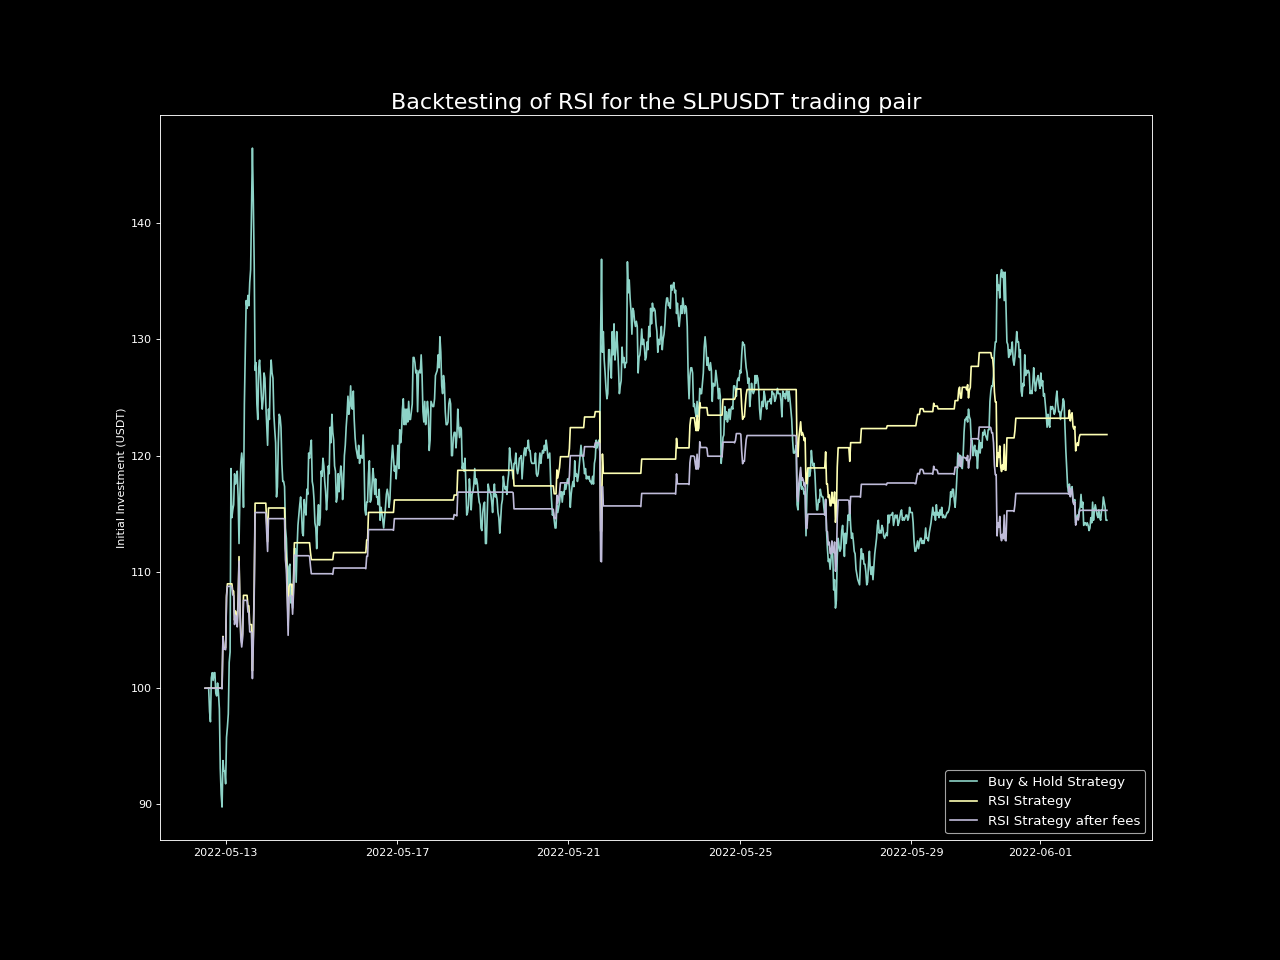 Backtesting of RSI for the SLPUSDT trading pair
Initial Investment (USDT)
140
130
120
110
100
90
2022-05-13
2022-05-17
2022-05-21
2022-05-25
2022-05-29
2022-06-01
Buy & Hold Strategy
RSI Strategy
RSI Strategy after fees